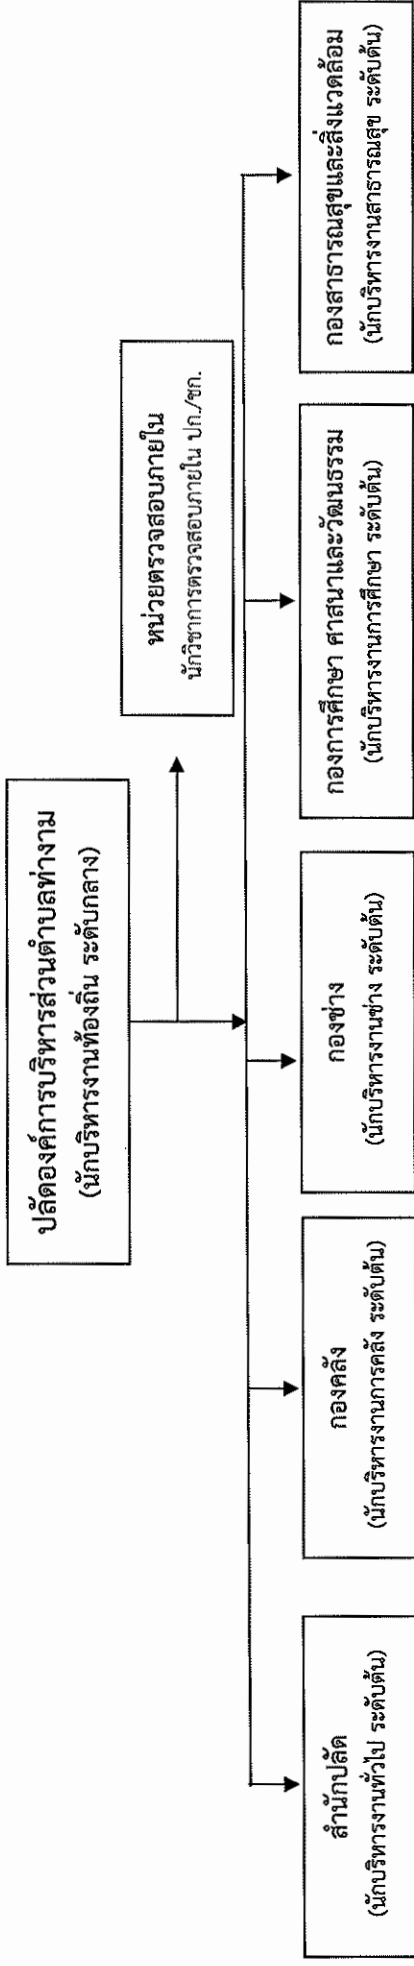 ปลัดองค์การบริหารส่วนตำบลท่างาม
(นักบริหารงานท้องถิ่น ระดับกลาง)
หน่วยตรวจสอบภายใน
นักวิชาการตรวจสอบภายใน ปก./ชก.
สำนักปลัด
(นักบริหารงานทั่วไป ระดับต้น)
กองคลัง
(นักบริหารงานการคลัง ระดับต้น)
กองช่าง
(นักบริหารงานช่าง ระดับต้น)
กองการศึกษา ศาสนาและวัฒนธรรม
(นักบริหารงานการศึกษา ระดับต้น)
กองสาธารณสุขและสิ่งแวดล้อม
(นักบริหารงานสาธารณสุข ระดับต้น)